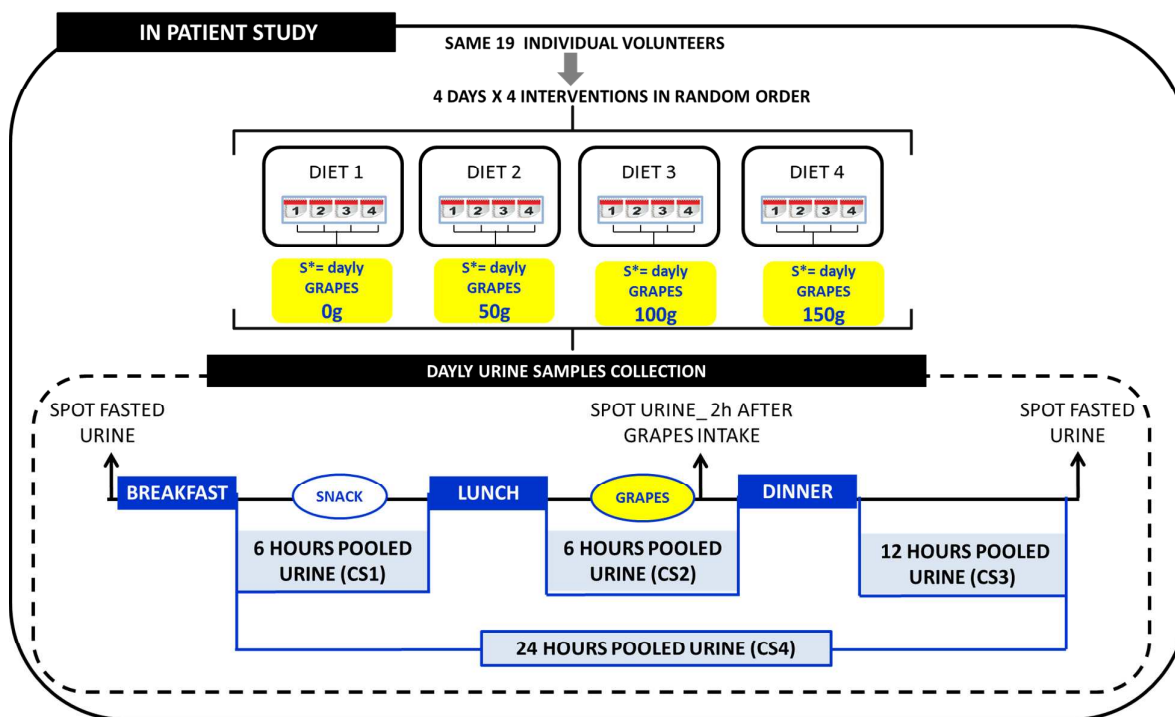 IN PATIENT STUDY
SAME 19 INDIVIDUAL VOLUNTEERS
4 DAYS X 4 INTERVENTIONS IN RANDOM ORDER
DIET 1
1 2 3 4
S*= dayly
GRAPES
0g
DIET 2
1 2 3 4
S*= dayly
GRAPES
50g
DIET 3
1 2 3 4
S*= dayly
GRAPES
100g
DIET 4
1 2 3 4
S*= dayly
GRAPES
150g
DAYLY URINE SAMPLES COLLECTION
SPOT FASTED
URINE
SPOT URINE_ 2h AFTER
GRAPES INTAKE
SPOT FASTED
URINE
BREAKFAST
SNACK
LUNCH
GRAPES
DINNER
6 HOURS POOLED
URINE (CS1)
6 HOURS POOLED
URINE (CS2)
12 HOURS POOLED
URINE (CS3)
24 HOURS POOLED URINE (CS4)